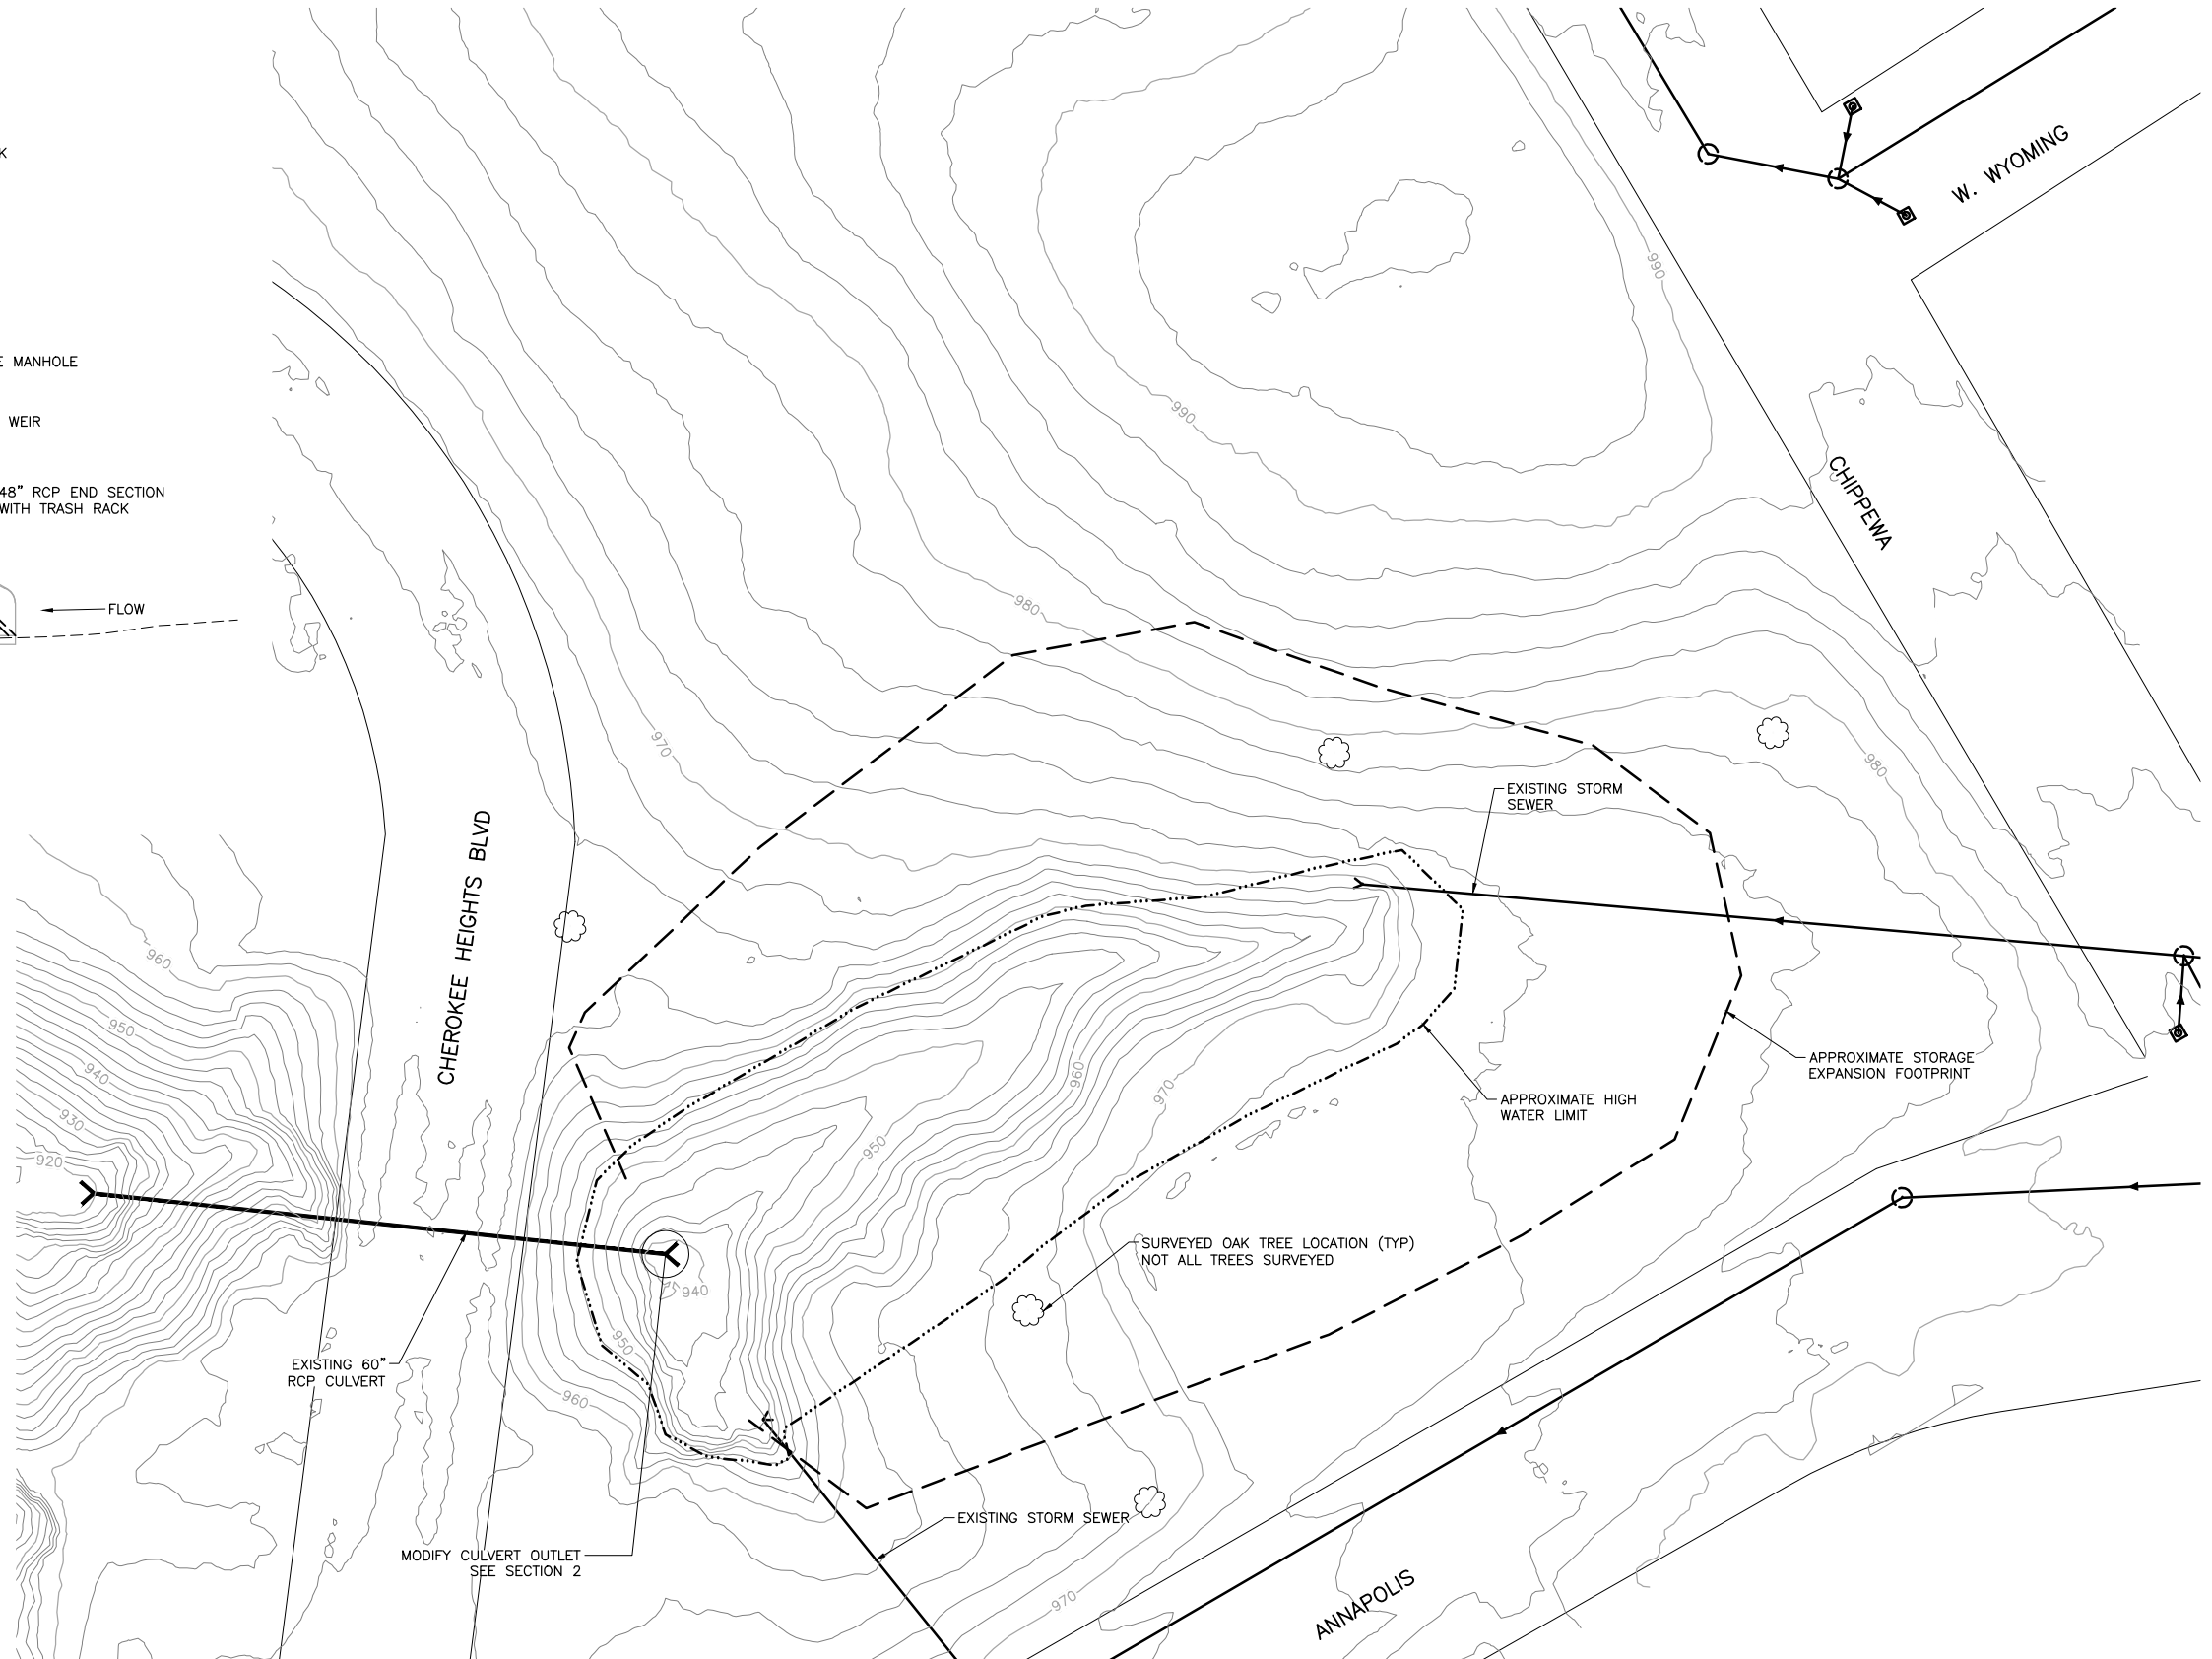 K
E MANHOLE
WEIR
48" RCP END SECTION
WITH TRASH RACK
FLOW
W. WYOMING
990
990
CHIPPEWA
980
970
980
EXISTING STORM
SEWER
CHEROKEE HEIGHTS BLVD
960
950
940
930
920
960
970
950
APPROXIMATE STORAGE
EXPANSION FOOTPRINT
APPROXIMATE HIGH
WATER LIMIT
SURVEYED OAK TREE LOCATION (TYP)
NOT ALL TREES SURVEYED
940
950
960
EXISTING 60"
RCP CULVERT
EXISTING STORM SEWER
MODIFY CULVERT OUTLET
SEE SECTION 2
970
ANNAPOLIS